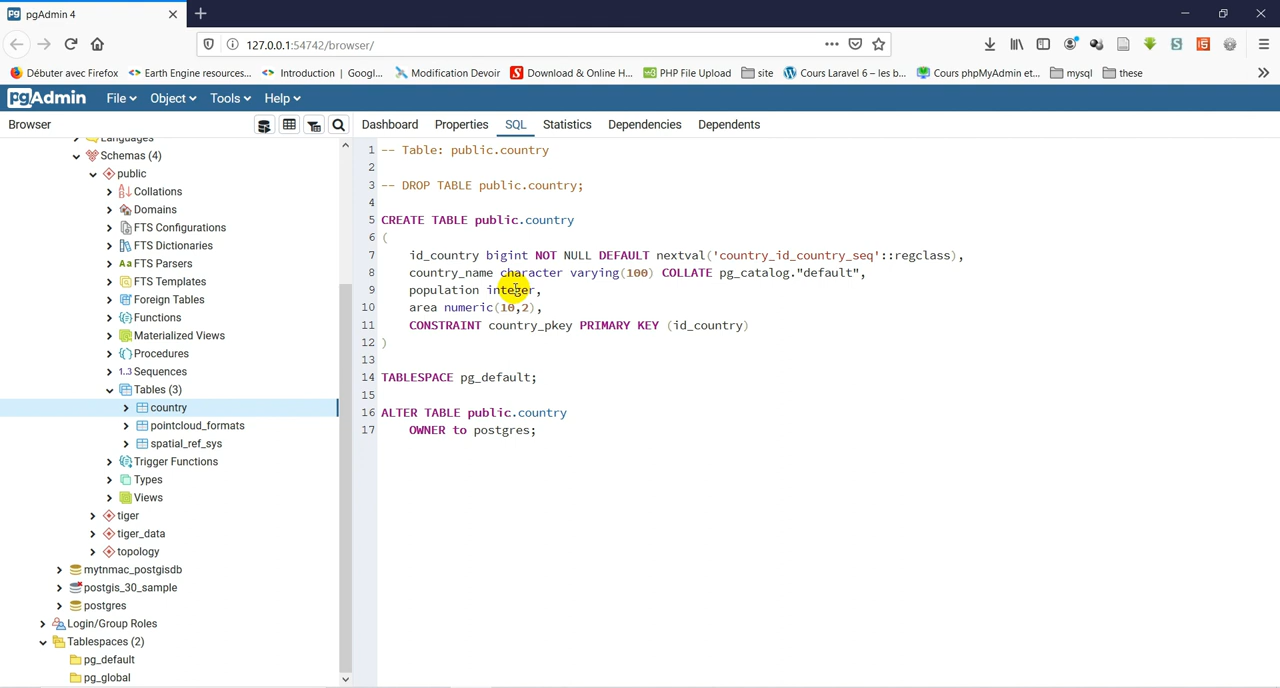 pgAdmin 4
127.0.0.1:54742/browser/
Débuter avec Firefox
Earth Engine resources...
Introduction | Googl...
Modification Devoir
Download & Online H...
PHP File Upload
site
Cours Laravel 6 – les b...
Cours phpMyAdmin et...
mysql
these
pgAdmin
File
Object
Tools
Help
Browser
Dashboard
Properties
SQL
Statistics
Dependencies
Dependents
Languages
Schemas (4)
public
Collations
Domains
FTS Configurations
FTS Dictionaries
FTS Parsers
FTS Templates
Foreign Tables
Functions
Materialized Views
Procedures
1..3 Sequences
Tables (3)
country
pointcloud_formats
spatial_ref_sys
Trigger Functions
Types
Views
tiger
tiger_data
topology
mytnmac_postgisdb
postgis_30_sample
postgres
Login/Group Roles
Tablespaces (2)
pg_default
pg_global
1 -- Table: public.country
2
3 -- DROP TABLE public.country;
4
5 CREATE TABLE public.country
6 (
7 id_country bigint NOT NULL DEFAULT nextval('country_id_country_seq'::regclass),
8 country_name character varying(100) COLLATE pg_catalog."default",
9 population integer,
10 area numeric(10,2),
11 CONSTRAINT country_pkey PRIMARY KEY (id_country)
12 )
13
14 TABLESPACE pg_default;
15
16 ALTER TABLE public.country
17 OWNER to postgres;